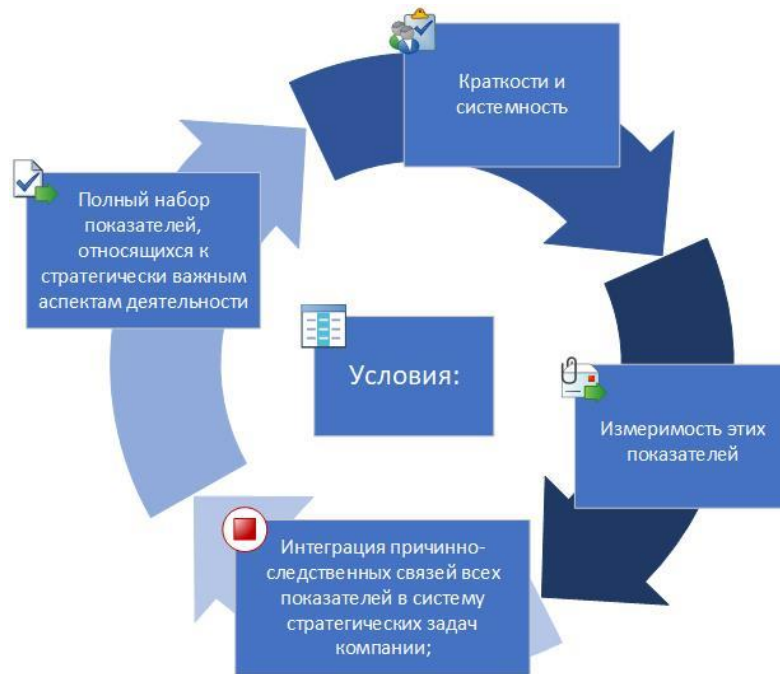 Краткости и
системность
Полный набор
показателей,
относящихся к
стратегически важным
аспектам деятельности
Условия:
Измеримость этих
показателей
Интеграция причинно-
следственных связей всех
показателей в систему
стратегических задач
компании;